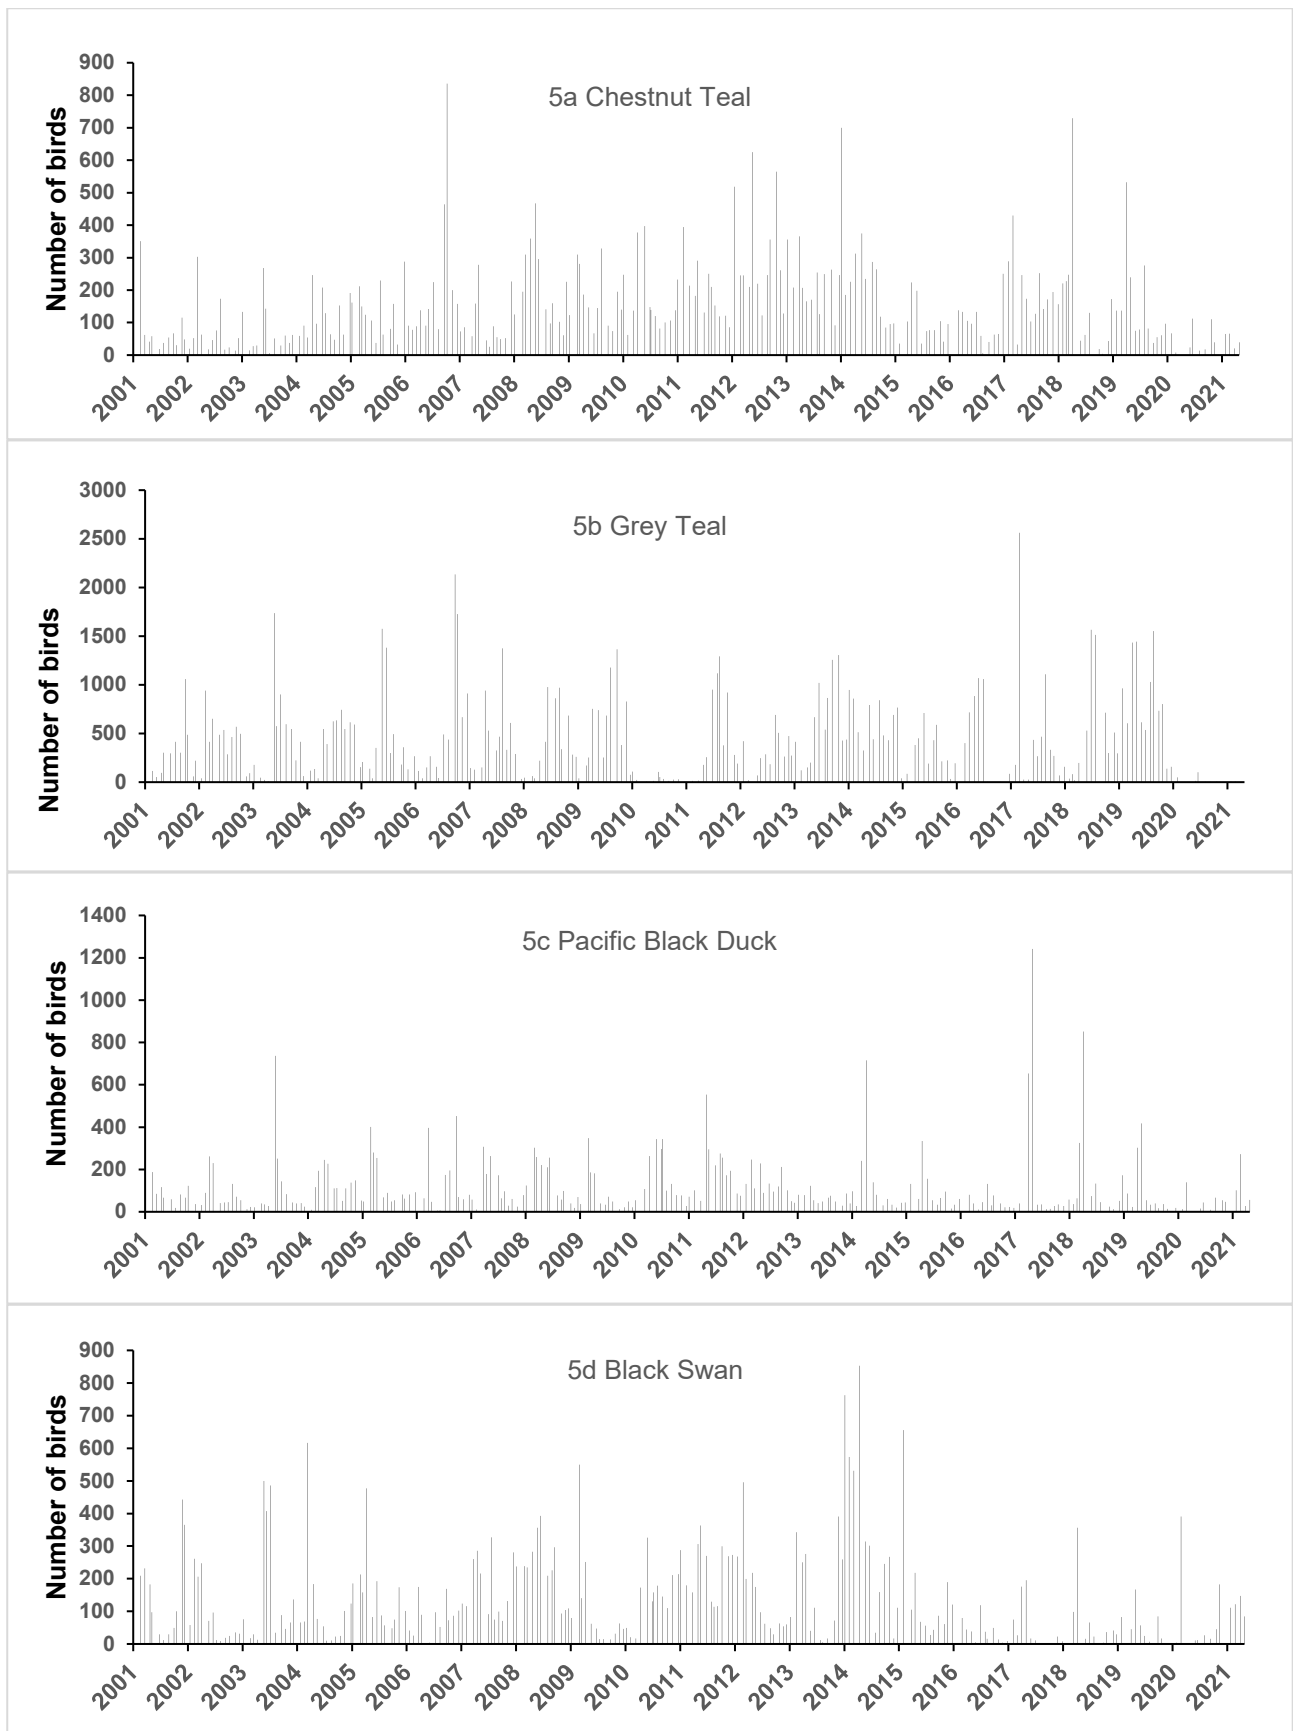 5a Chestnut Teal
Number of birds
900
800
700
600
500
400
300
200
100
0
2001 2002 2003 2004 2005 2006 2007 2008 2009 2010 2011 2012 2013 2014 2015 2016 2017 2018 2019 2020 2021
5b Grey Teal
Number of birds
3000
2500
2000
1500
1000
500
0
2001 2002 2003 2004 2005 2006 2007 2008 2009 2010 2011 2012 2013 2014 2015 2016 2017 2018 2019 2020 2021
5c Pacific Black Duck
Number of birds
1400
1200
1000
800
600
400
200
0
2001 2002 2003 2004 2005 2006 2007 2008 2009 2010 2011 2012 2013 2014 2015 2016 2017 2018 2019 2020 2021
5d Black Swan
Number of birds
900
800
700
600
500
400
300
200
100
0
2001 2002 2003 2004 2005 2006 2007 2008 2009 2010 2011 2012 2013 2014 2015 2016 2017 2018 2019 2020 2021